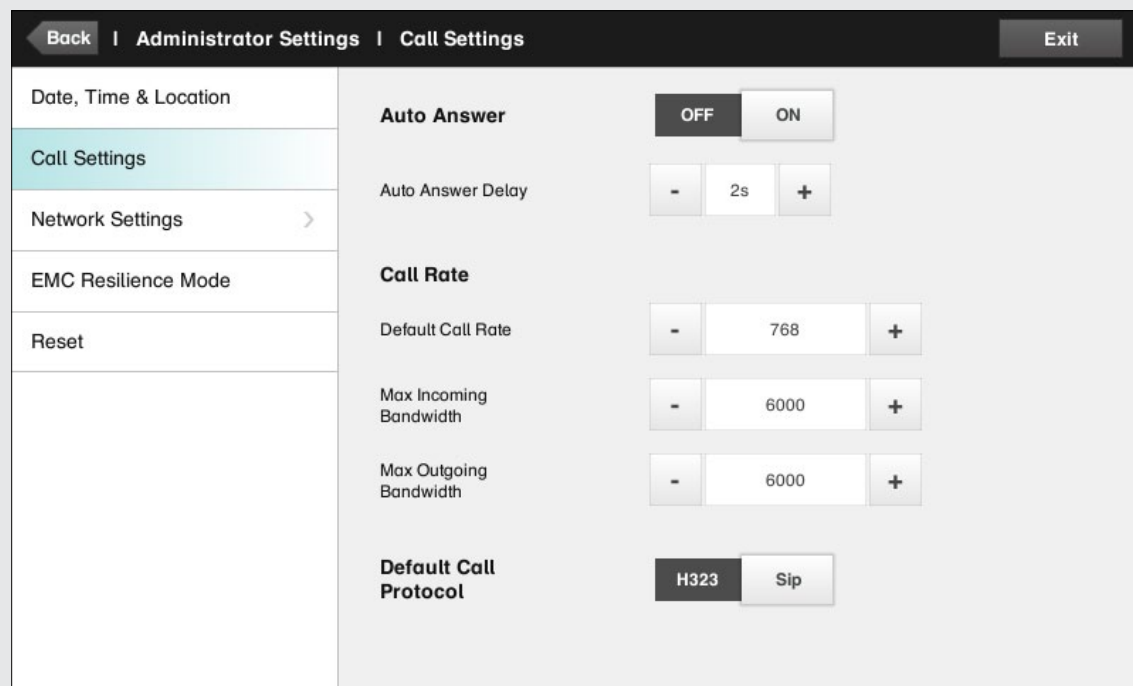 Back | Administrator Settings | Call Settings Exit
Date, Time & Location
Call Settings
Network Settings
EMC Resilience Mode
Reset
Auto Answer OFF ON
Auto Answer Delay - 2s +
Call Rate
Default Call Rate - 768 +
Max Incoming
Bandwidth - 6000 +
Max Outgoing
Bandwidth - 6000 +
Default Call
Protocol H323 Sip